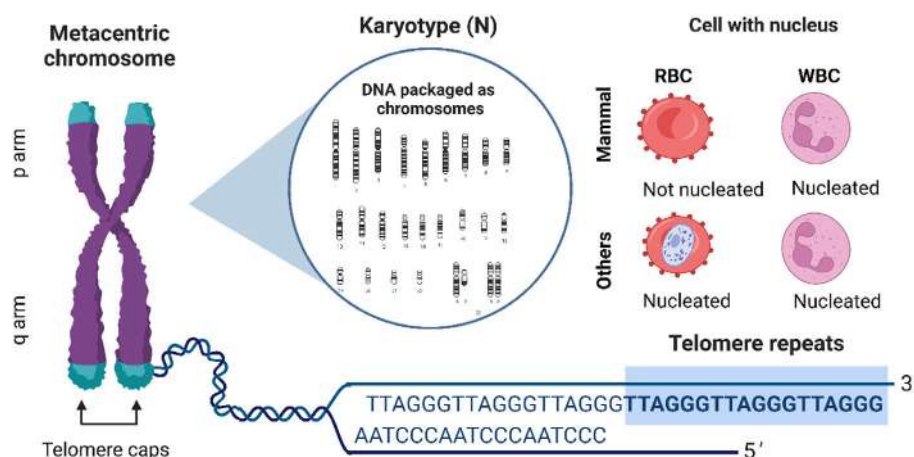 Metacentric
chromosome
p arm
q arm
Telomere caps
Karyotype (N)
DNA packaged as
chromosomes
Cell with nucleus
RBC
WBC
Mammal
Not nucleated
Nucleated
Others
Nucleated
Nucleated
Telomere repeats
3
TTAGGGTTAGGGTTAGGGTTAGGGTTAGGGTTAGGG
AATCCCAATCCCAATCCC
5′